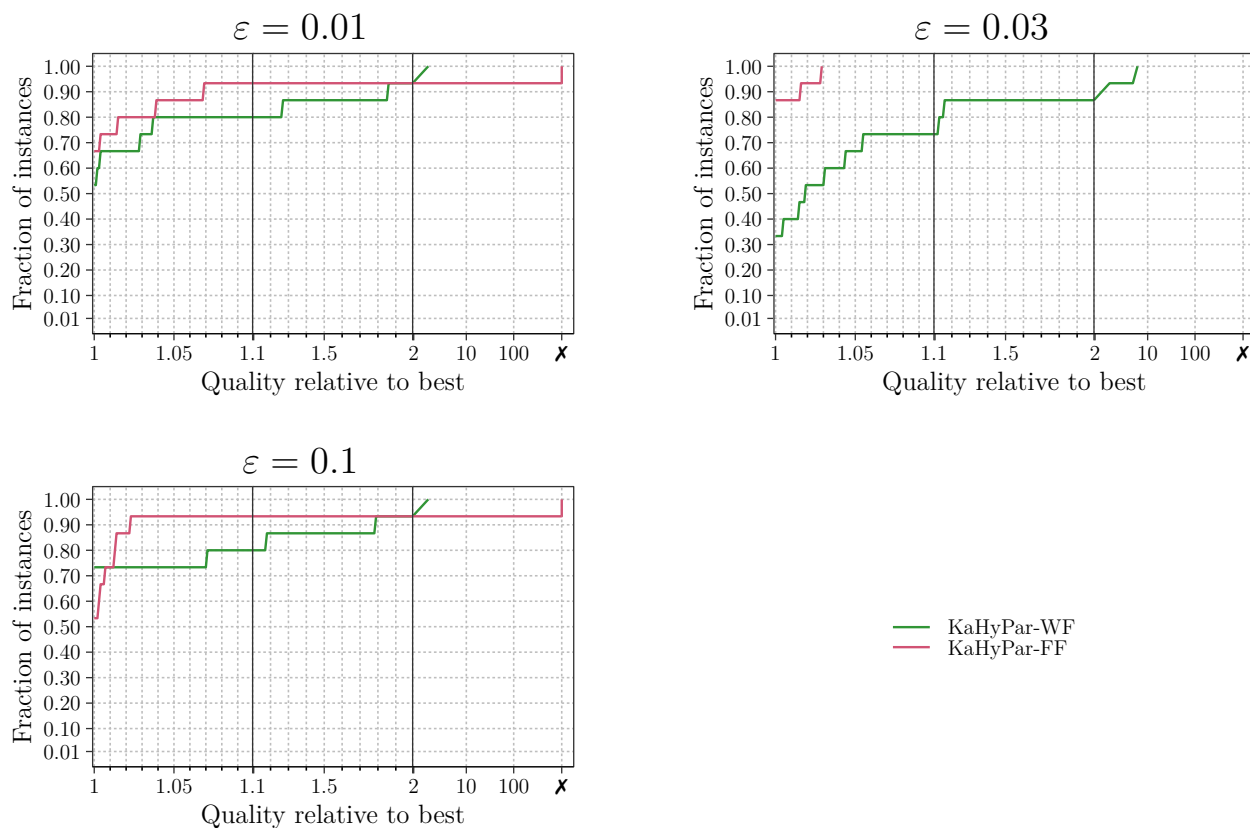 ε = 0.01
1.00
0.90
0.80
0.70
0.60
0.50
0.40
0.30
0.20
0.10
0.01
Fraction of instances
1 1.05 1.1 1.5 2 10 100 ✗
Quality relative to best
ε = 0.03
1.00
0.90
0.80
0.70
0.60
0.50
0.40
0.30
0.20
0.10
0.01
Fraction of instances
1 1.05 1.1 1.5 2 10 100 ✗
Quality relative to best
ε = 0.1
1.00
0.90
0.80
0.70
0.60
0.50
0.40
0.30
0.20
0.10
0.01
Fraction of instances
1 1.05 1.1 1.5 2 10 100 ✗
Quality relative to best
KaHyPar-WF
KaHyPar-FF